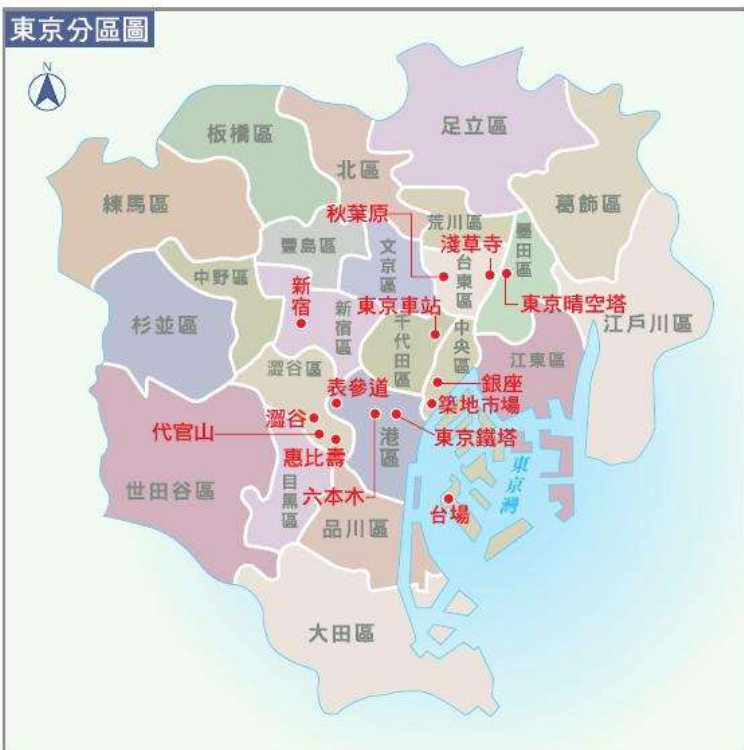 東京分區圖
N
足立區
板橋區
北區
練馬區
葛飾區
秋葉原
荒川區
淺草寺
墨田區
豐島區
文京區
台東區
中野區
新宿
東京車站
東京晴空塔
杉並區
新宿區
千代田區
中央區
江戶川區
江東區
澀谷區
表參道
銀座
築地市場
澀谷
代官山
港區
東京鐵塔
惠比壽
六本木
東京灣
世田谷區
目黑區
台場
品川區
大田區